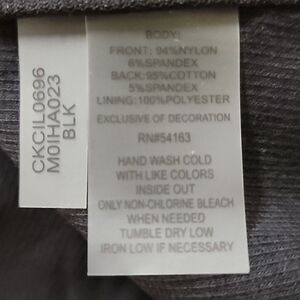 BODY:
FRONT: 94%NYLON
6%SPANDEX
BACK:95%COTTON
5%SPANDEX
LINING:100%POLYESTER
EXCLUSIVE OF DECORATION
RN#54163
HAND WASH COLD
WITH LIKE COLORS
INSIDE OUT
ONLY NON-CHLORINE BLEACH
WHEN NEEDED
TUMBLE DRY LOW
IRON LOW IF NECESSARY
CKCIL0696
M0IHA023
BLK